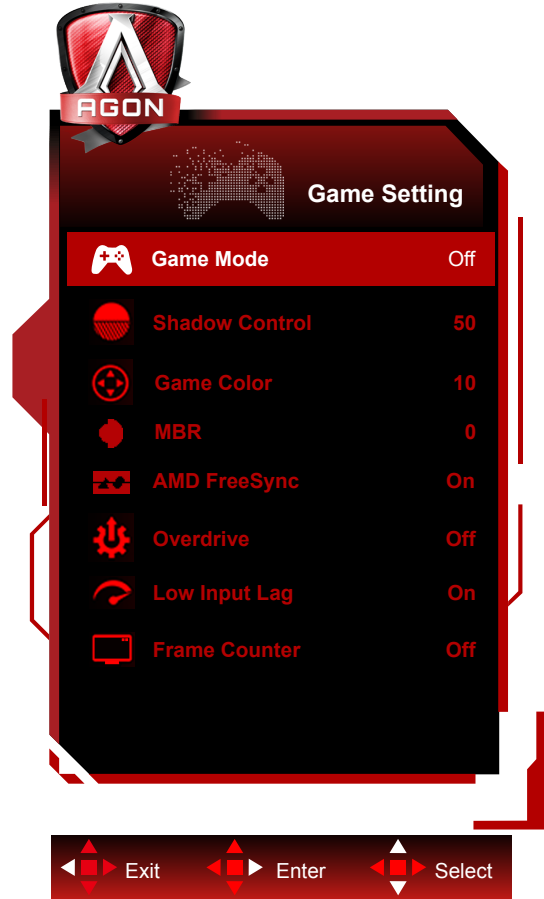 AGON
Game Setting
Game Mode Off
Shadow Control 50
Game Color 10
MBR 0
AMD FreeSync On
Overdrive Off
Low Input Lag On
Frame Counter Off
Exit Enter Select